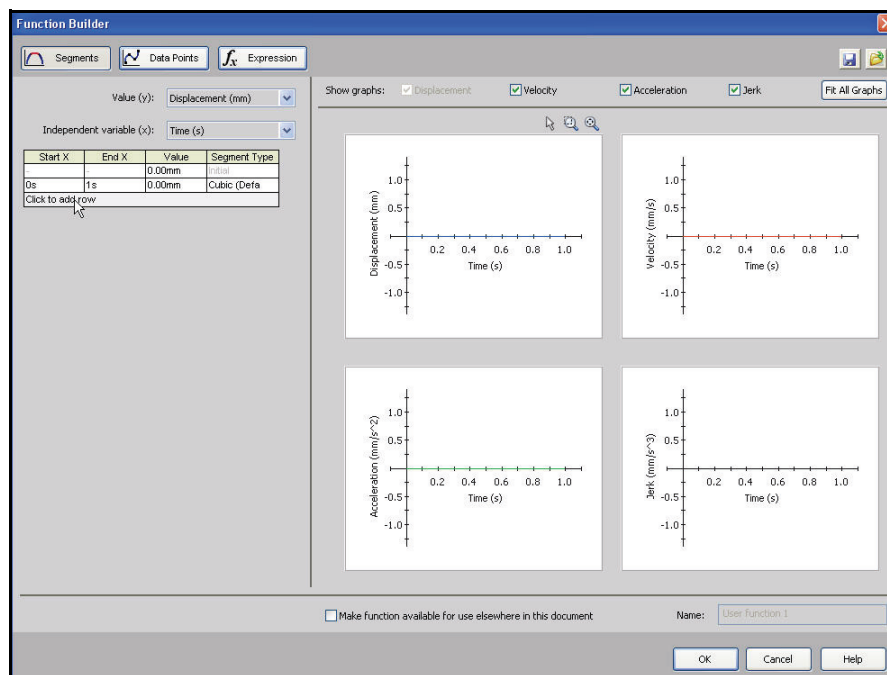 Function Builder
Segments Data Points fx Expression
Value (y): Displacement (mm)
Independent variable (x): Time (s)
Start X End X Value Segment Type
- - 0.00mm Initial
0s 1s 0.00mm Cubic (Defa
Click to add row
Show graphs: Displacement Velocity Acceleration Jerk Fit All Graphs
Displacement (mm)
1.0
0.5
-0.5
-1.0
0.2 0.4 0.6 0.8 1.0
Time (s)
Velocity (mm/s)
1.0
0.5
-0.5
-1.0
0.2 0.4 0.6 0.8 1.0
Time (s)
Acceleration (mm/s^2)
1.0
0.5
-0.5
-1.0
0.2 0.4 0.6 0.8 1.0
Time (s)
Jerk (mm/s^3)
1.0
0.5
-0.5
-1.0
0.2 0.4 0.6 0.8 1.0
Time (s)
Make function available for use elsewhere in this document Name: User function 1
OK Cancel Help